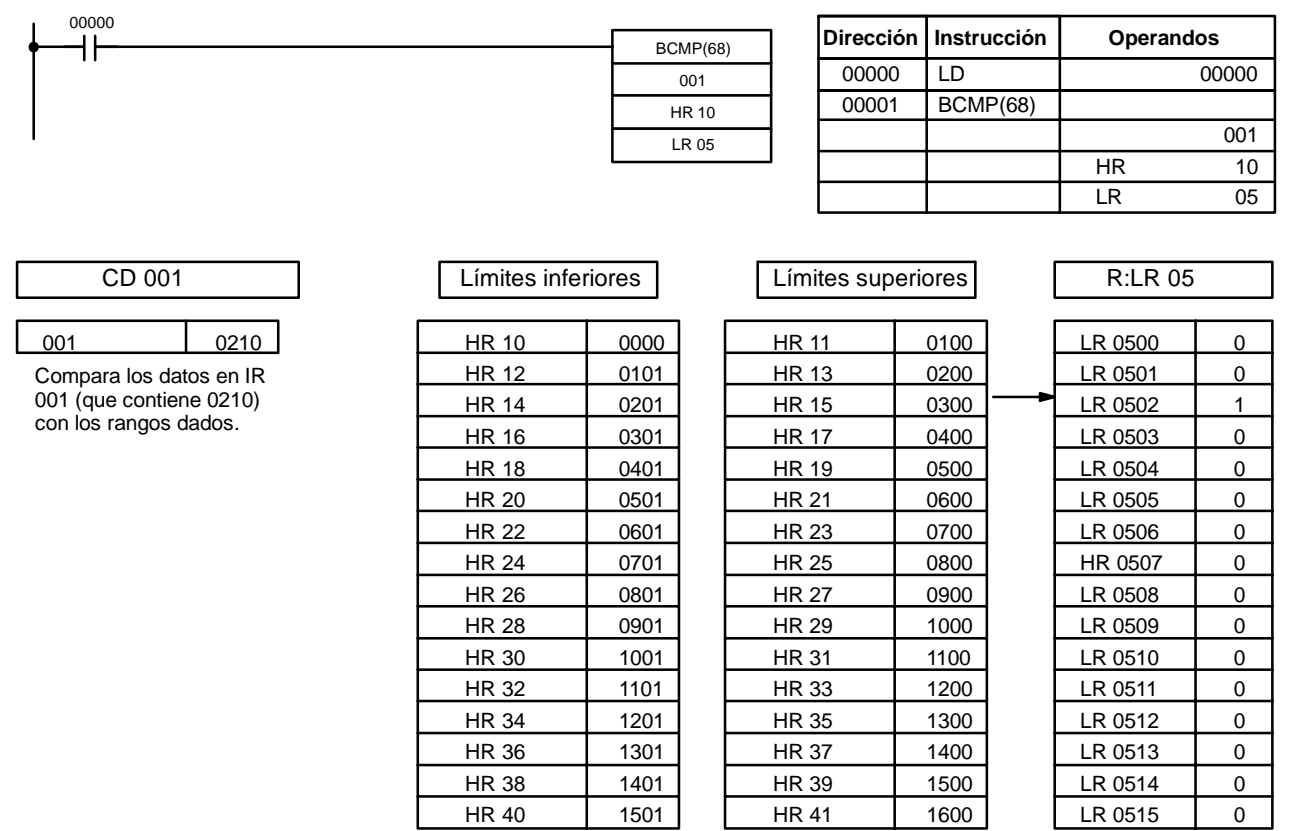 00000
BCMP(68)
001
HR 10
LR 05
Dirección Instrucción Operandos
00000 LD 00000
00001 BCMP(68)
001
HR 10
LR 05
CD 001 Límites inferiores Límites superiores R:LR 05
001 0210
Compara los datos en IR
001 (que contiene 0210)
con los rangos dados.
HR 10 0000 HR 11 0100 LR 0500 0
HR 12 0101 HR 13 0200 LR 0501 0
HR 14 0201 HR 15 0300 LR 0502 1
HR 16 0301 HR 17 0400 LR 0503 0
HR 18 0401 HR 19 0500 LR 0504 0
HR 20 0501 HR 21 0600 LR 0505 0
HR 22 0601 HR 23 0700 LR 0506 0
HR 24 0701 HR 25 0800 HR 0507 0
HR 26 0801 HR 27 0900 LR 0508 0
HR 28 0901 HR 29 1000 LR 0509 0
HR 30 1001 HR 31 1100 LR 0510 0
HR 32 1101 HR 33 1200 LR 0511 0
HR 34 1201 HR 35 1300 LR 0512 0
HR 36 1301 HR 37 1400 LR 0513 0
HR 38 1401 HR 39 1500 LR 0514 0
HR 40 1501 HR 41 1600 LR 0515 0